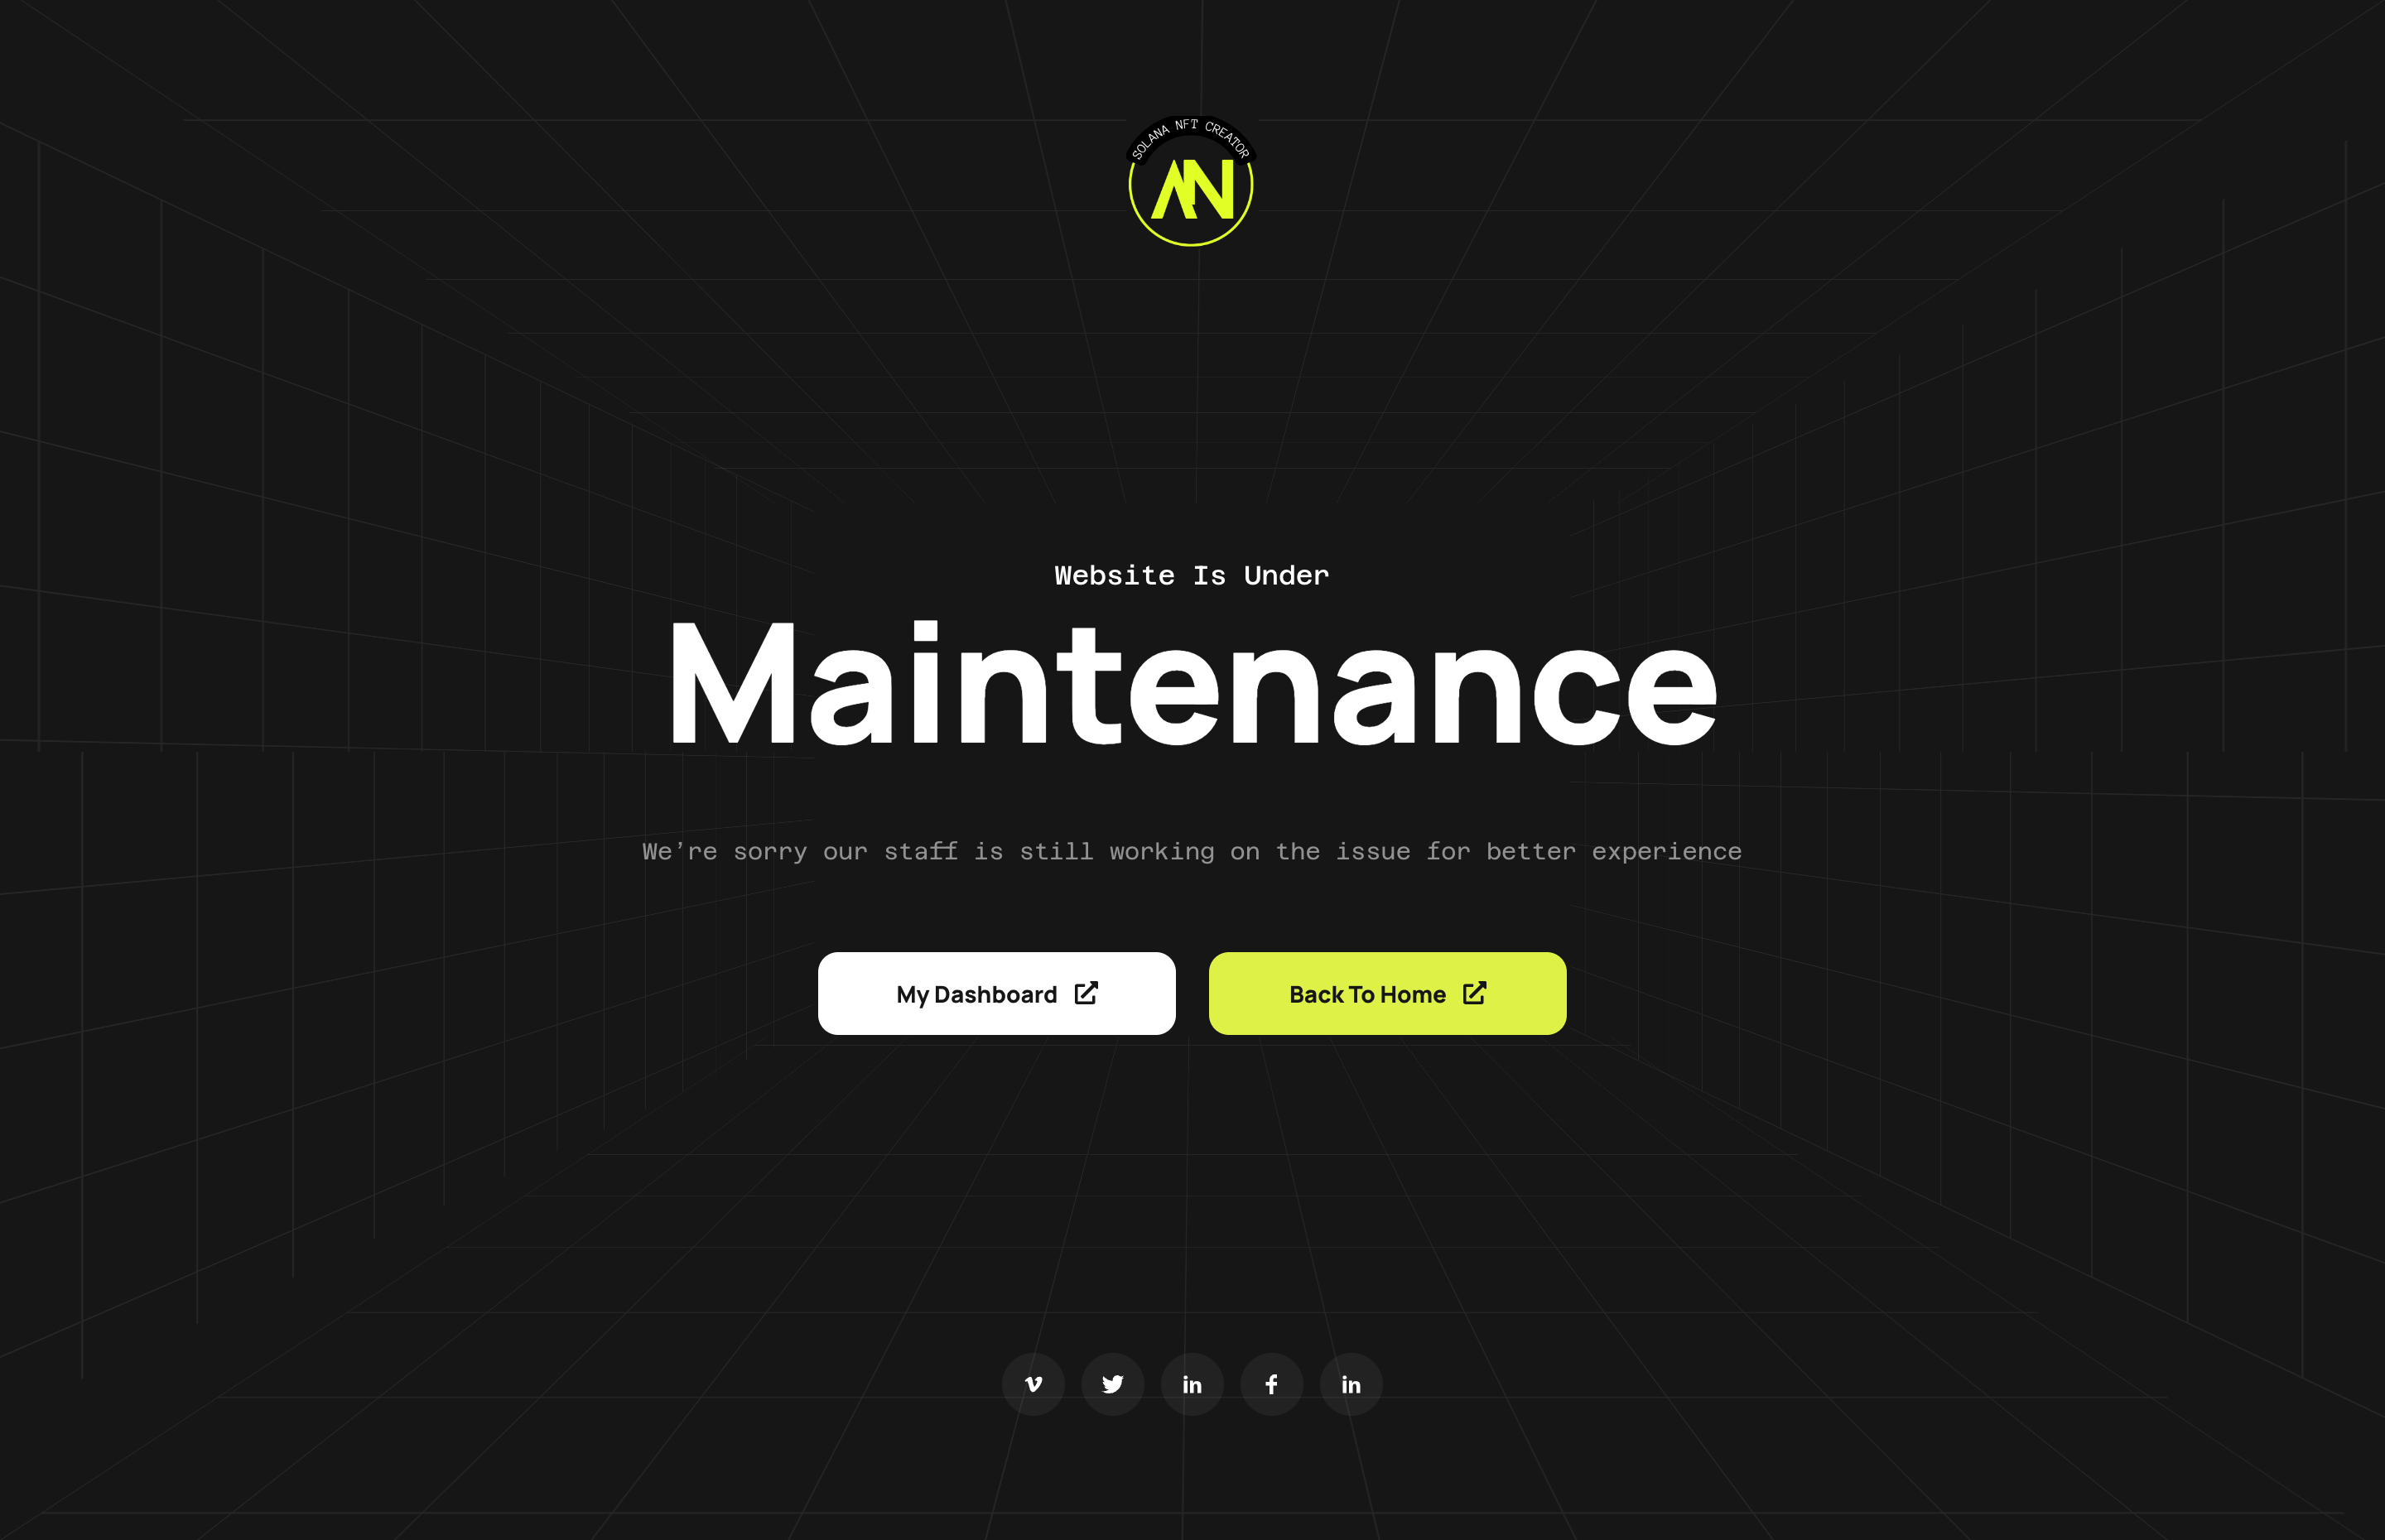 SOLANA NFT CREATOR
AN
Website Is Under
Maintenance
We’re sorry our staff is still working on the issue for better experience
My Dashboard
Back To Home
in
in